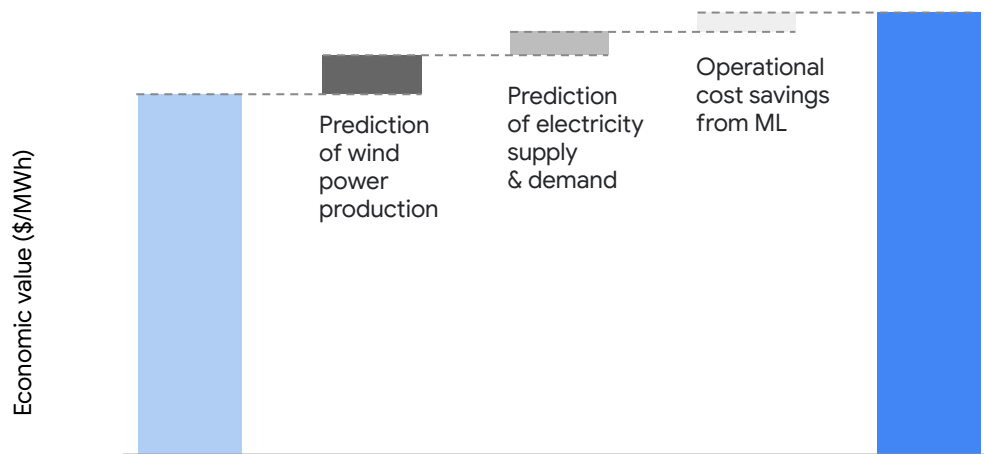 Economic value ($/MWh)
Prediction
of wind
power
production
Prediction
of electricity
supply
& demand
Operational
cost savings
from ML